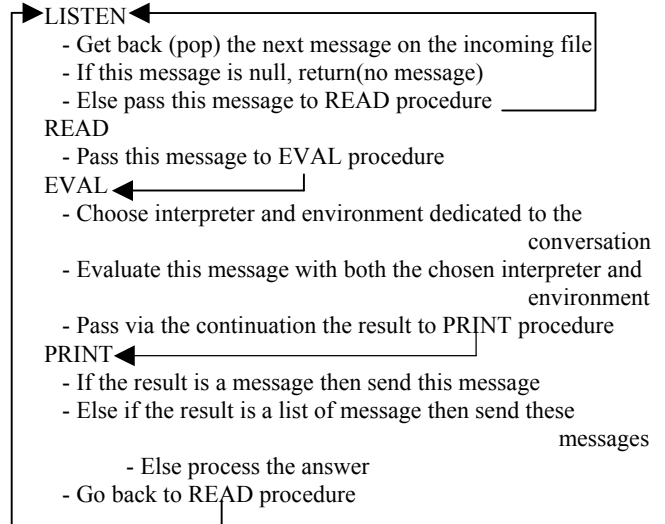 LISTEN
- Get back (pop) the next message on the incoming file
- If this message is null, return(no message)
- Else pass this message to READ procedure
READ
- Pass this message to EVAL procedure
EVAL
- Choose interpreter and environment dedicated to the
conversation
- Evaluate this message with both the chosen interpreter and
environment
- Pass via the continuation the result to PRINT procedure
PRINT
- If the result is a message then send this message
- Else if the result is a list of message then send these
messages
- Else process the answer
- Go back to READ procedure